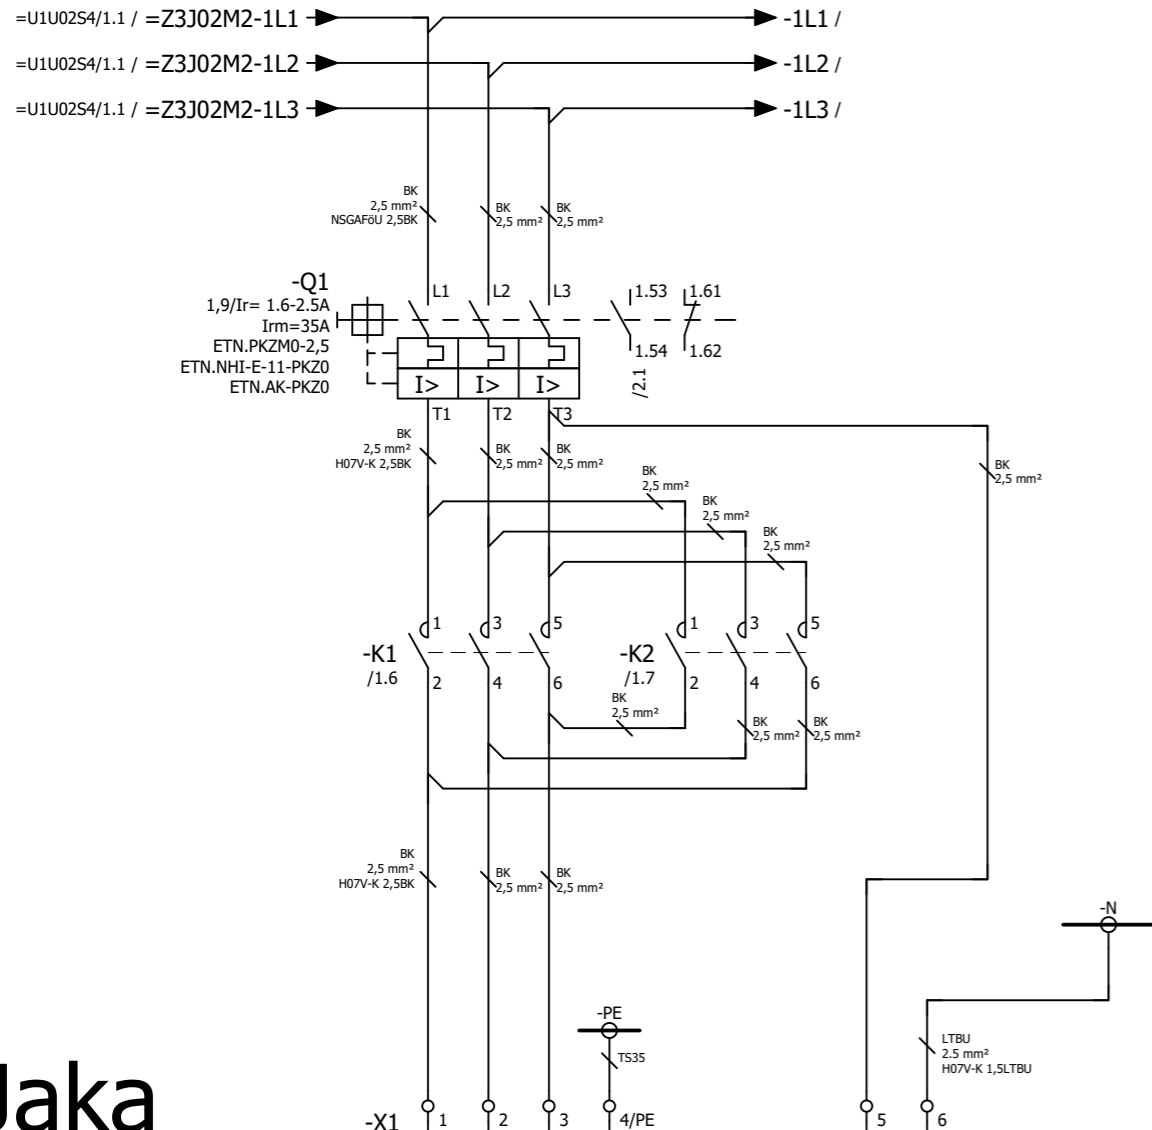 =U1U02S4/1.1 / =Z3J02M2-1L1
-1L1 /
=U1U02S4/1.1 / =Z3J02M2-1L2
-1L2 /
=U1U02S4/1.1 / =Z3J02M2-1L3
-1L3 /
BK
2,5 mm²
NSGAFöU 2,5BK
BK
2,5 mm²
BK
2,5 mm²
-Q1
1,9/Ir= 1.6-2.5A
Irm=35A
ETN.PKZM0-2,5
ETN.NHI-E-11-PKZ0
ETN.AK-PKZ0
L1 L2 L3
1.53 1.61
1.54 1.62
/2.1
I> I> I>
T1 T2 T3
BK
2,5 mm²
H07V-K 2,5BK
BK
2,5 mm²
BK
2,5 mm²
BK
2,5 mm²
BK
2,5 mm²
BK
2,5 mm²
BK
2,5 mm²
1 3 5
-K1
/1.6
2 4 6
1 3 5
-K2
/1.7
2 4 6
BK
2,5 mm²
BK
2,5 mm²
BK
2,5 mm²
BK
2,5 mm²
H07V-K 2,5BK
BK
2,5 mm²
BK
2,5 mm²
-N
-PE
TS35
LTBU
2.5 mm²
H07V-K 1,5LTBU
Jaka
-X1 1 2 3 4/PE 5 6